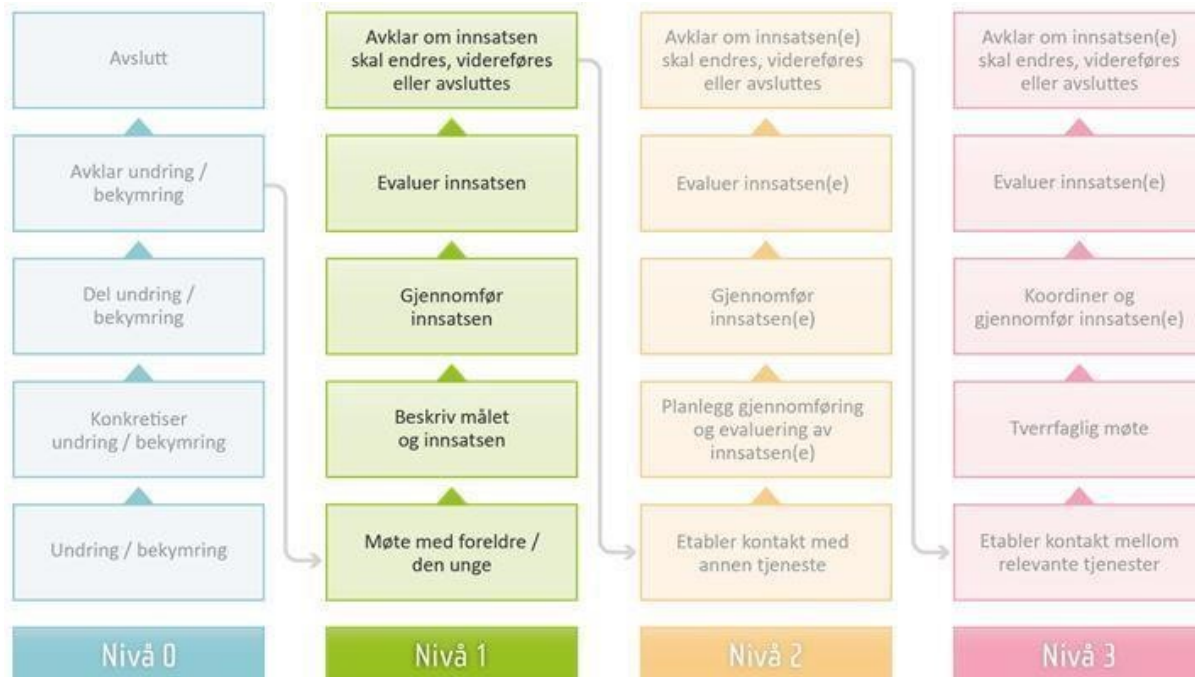 Avslutt
Avklar undring /
bekymring
Del undring /
bekymring
Konkretiser
undring / bekymring
Undring / bekymring
Nivå 0
Avklar om innsatsen
skal endres, videreføres
eller avsluttes
Evaluer innsatsen
Gjennomfør
innsatsen
Beskriv målet
og innsatsen
Møte med foreldre /
den unge
Nivå 1
Avklar om innsatsen(e)
skal endres, videreføres
eller avsluttes
Evaluer innsatsen(e)
Gjennomfør
innsatsen(e)
Planlegg gjennomføring
og evaluering av
innsatsen(e)
Etabler kontakt med
annen tjeneste
Nivå 2
Avklar om innsatsen(e)
skal endres, videreføres
eller avsluttes
Evaluer innsatsen(e)
Koordiner og
gjennomfør innsatsen(e)
Tverrfaglig møte
Etabler kontakt mellom
relevante tjenester
Nivå 3